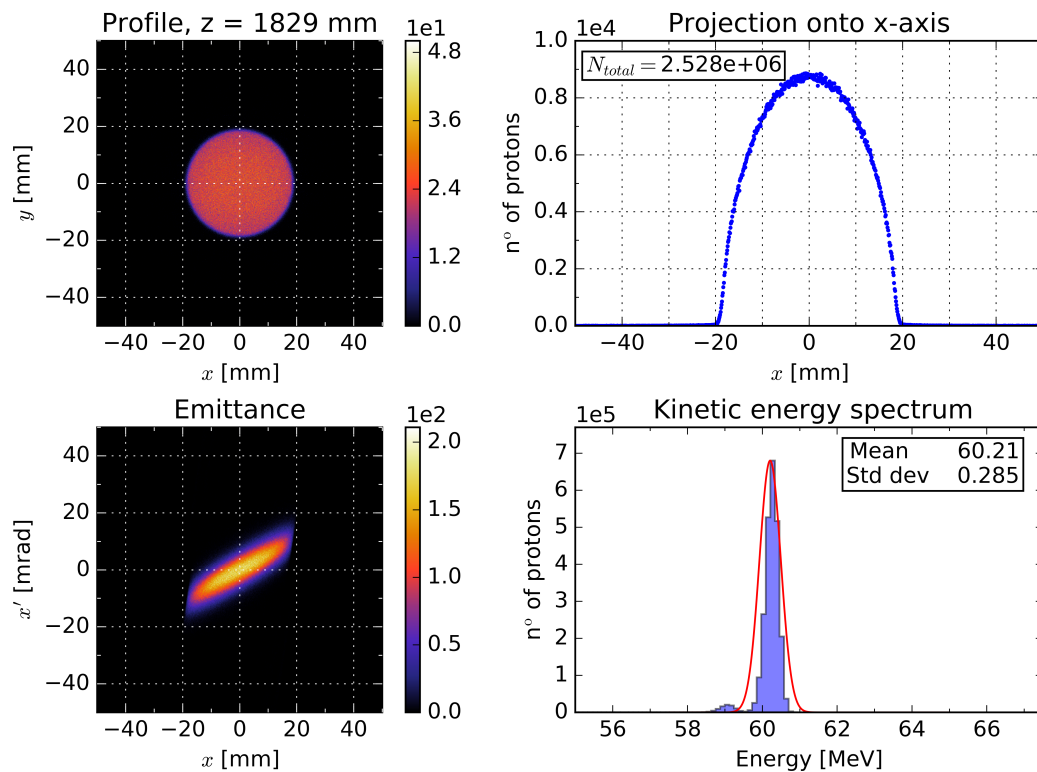 Profile, z = 1829 mm
5e1
40
20
0
−20
−40
y [mm]
−40 −20 0 20 40
x [mm]
4.8
3.6
2.4
1.2
0.0
Projection onto x-axis
1e4
N_total = 2.528e+06
1.0
0.8
0.6
0.4
0.2
0.0
nº of protons
−40 −20 0 20 40
x [mm]
Emittance
1e2
40
20
0
−20
−40
x′ [mrad]
−40 −20 0 20 40
x [mm]
2.0
1.6
1.2
0.8
0.4
0.0
Kinetic energy spectrum
1e5
Mean 60.21
Std dev 0.285
7
6
5
4
3
2
1
0
nº of protons
56 58 60 62 64 66
Energy [MeV]